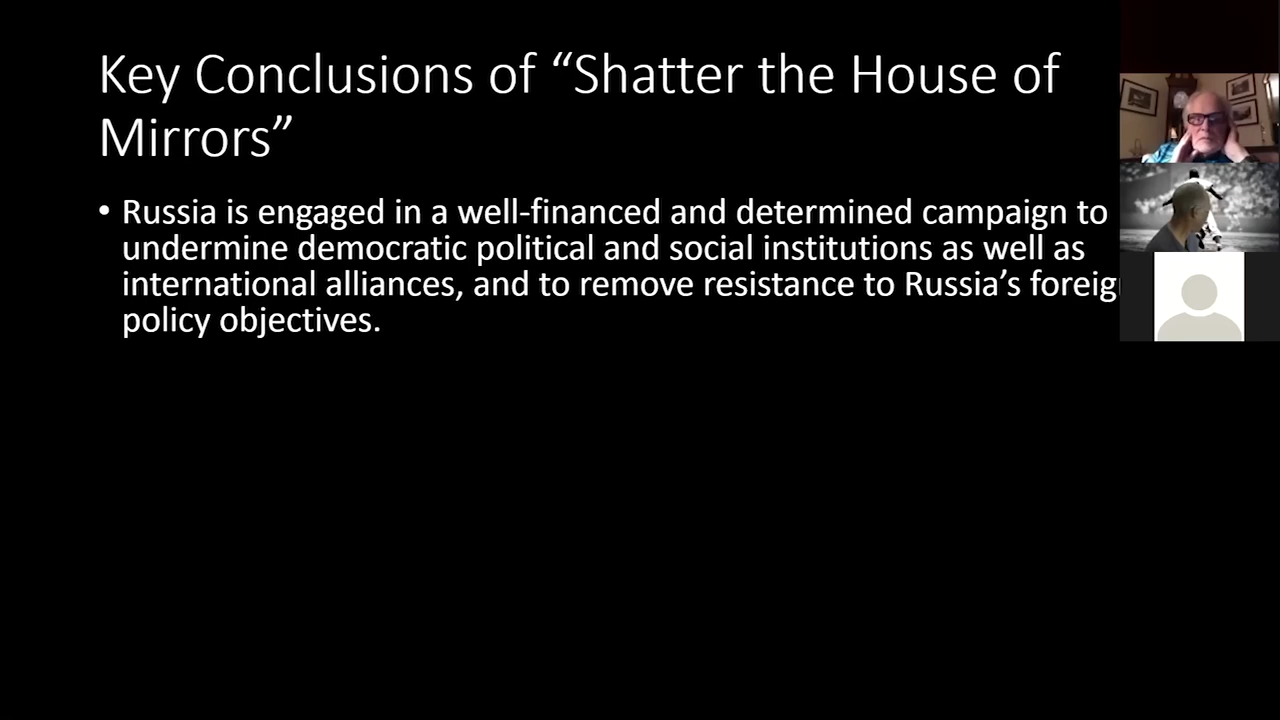 Key Conclusions of “Shatter the House of
Mirrors”
• Russia is engaged in a well-financed and determined campaign to
undermine democratic political and social institutions as well as
international alliances, and to remove resistance to Russia’s foreig
policy objectives.